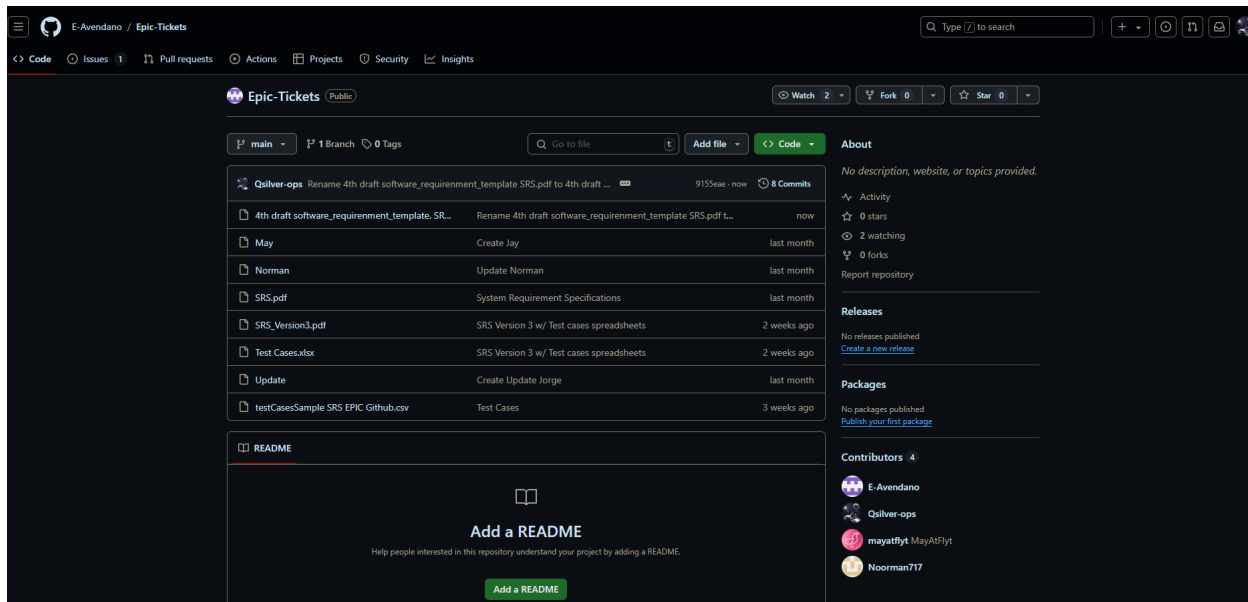 E-Avendano / Epic-Tickets
Type / to search
Code Issues 1 Pull requests Actions Projects Security Insights
Epic-Tickets Public
Watch 2 Fork 0 Star 0
main 1 Branch 0 Tags Go to file t Add file Code
Qsilver-ops Rename 4th draft software_requirenment_template SRS.pdf to 4th draft ... 9155eae · now 8 Commits
4th draft software_requirenment_template. SR... Rename 4th draft software_requirenment_template SRS.pdf t... now
May Create Jay last month
Norman Update Norman last month
SRS.pdf System Requirement Specifications last month
SRS_Version3.pdf SRS Version 3 w/ Test cases spreadsheets 2 weeks ago
Test Cases.xlsx SRS Version 3 w/ Test cases spreadsheets 2 weeks ago
Update Create Update Jorge last month
testCasesSample SRS EPIC Github.csv Test Cases 3 weeks ago
README
Add a README
Help people interested in this repository understand your project by adding a README.
Add a README
About
No description, website, or topics provided.
Activity
0 stars
2 watching
0 forks
Report repository
Releases
No releases published
Create a new release
Packages
No packages published
Publish your first package
Contributors 4
E-Avendano
Qsilver-ops
mayatflyt MayAtFlyt
Noorman717